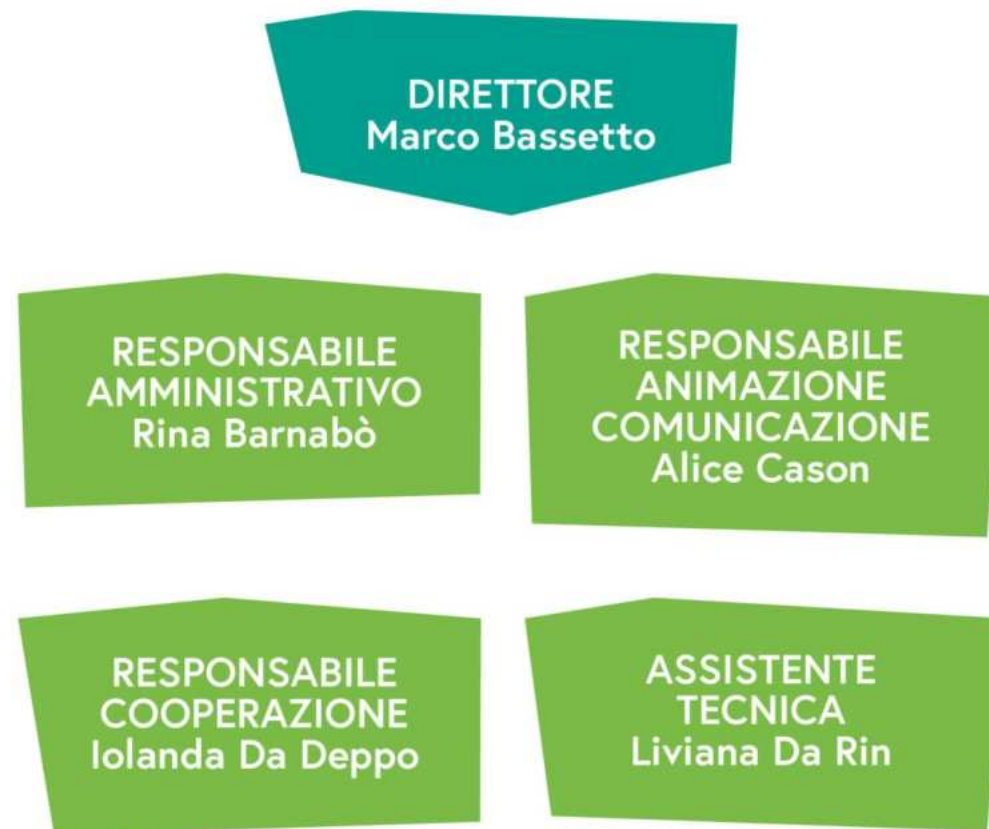 DIRETTORE
Marco Bassetto
RESPONSABILE
AMMINISTRATIVO
Rina Barnabò
RESPONSABILE
ANIMAZIONE
COMUNICAZIONE
Alice Cason
RESPONSABILE
COOPERAZIONE
Iolanda Da Deppo
ASSISTENTE
TECNICA
Liviana Da Rin